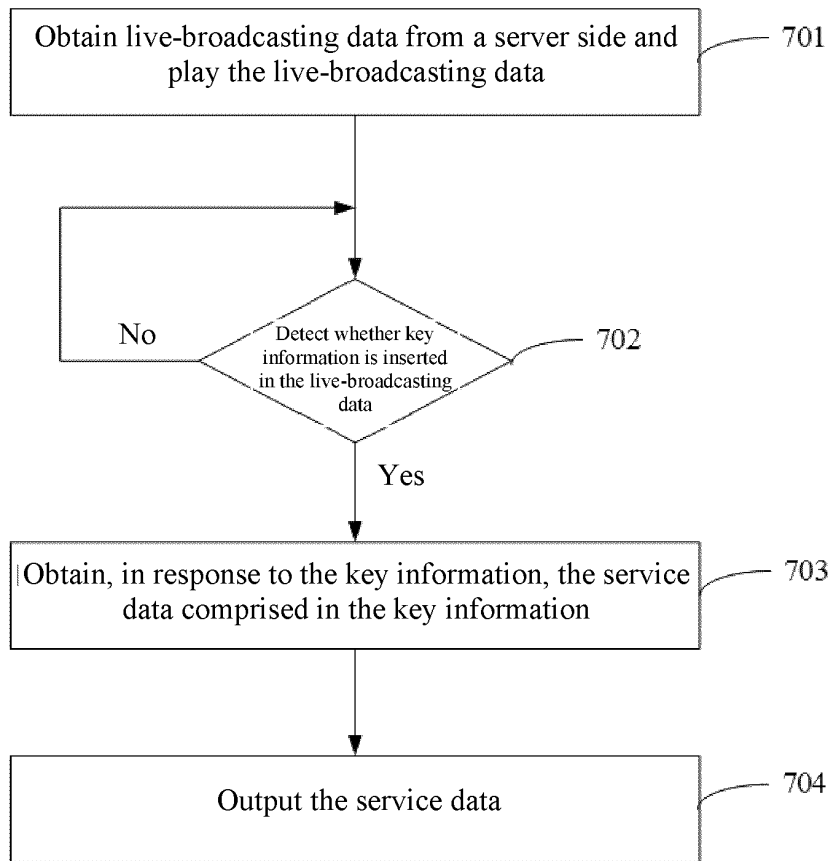 Obtain live-broadcasting data from a server side and
play the live-broadcasting data
701
No
Detect whether key
information is inserted
in the live-broadcasting
data
702
Yes
Obtain, in response to the key information, the service
data comprised in the key information
703
Output the service data
704